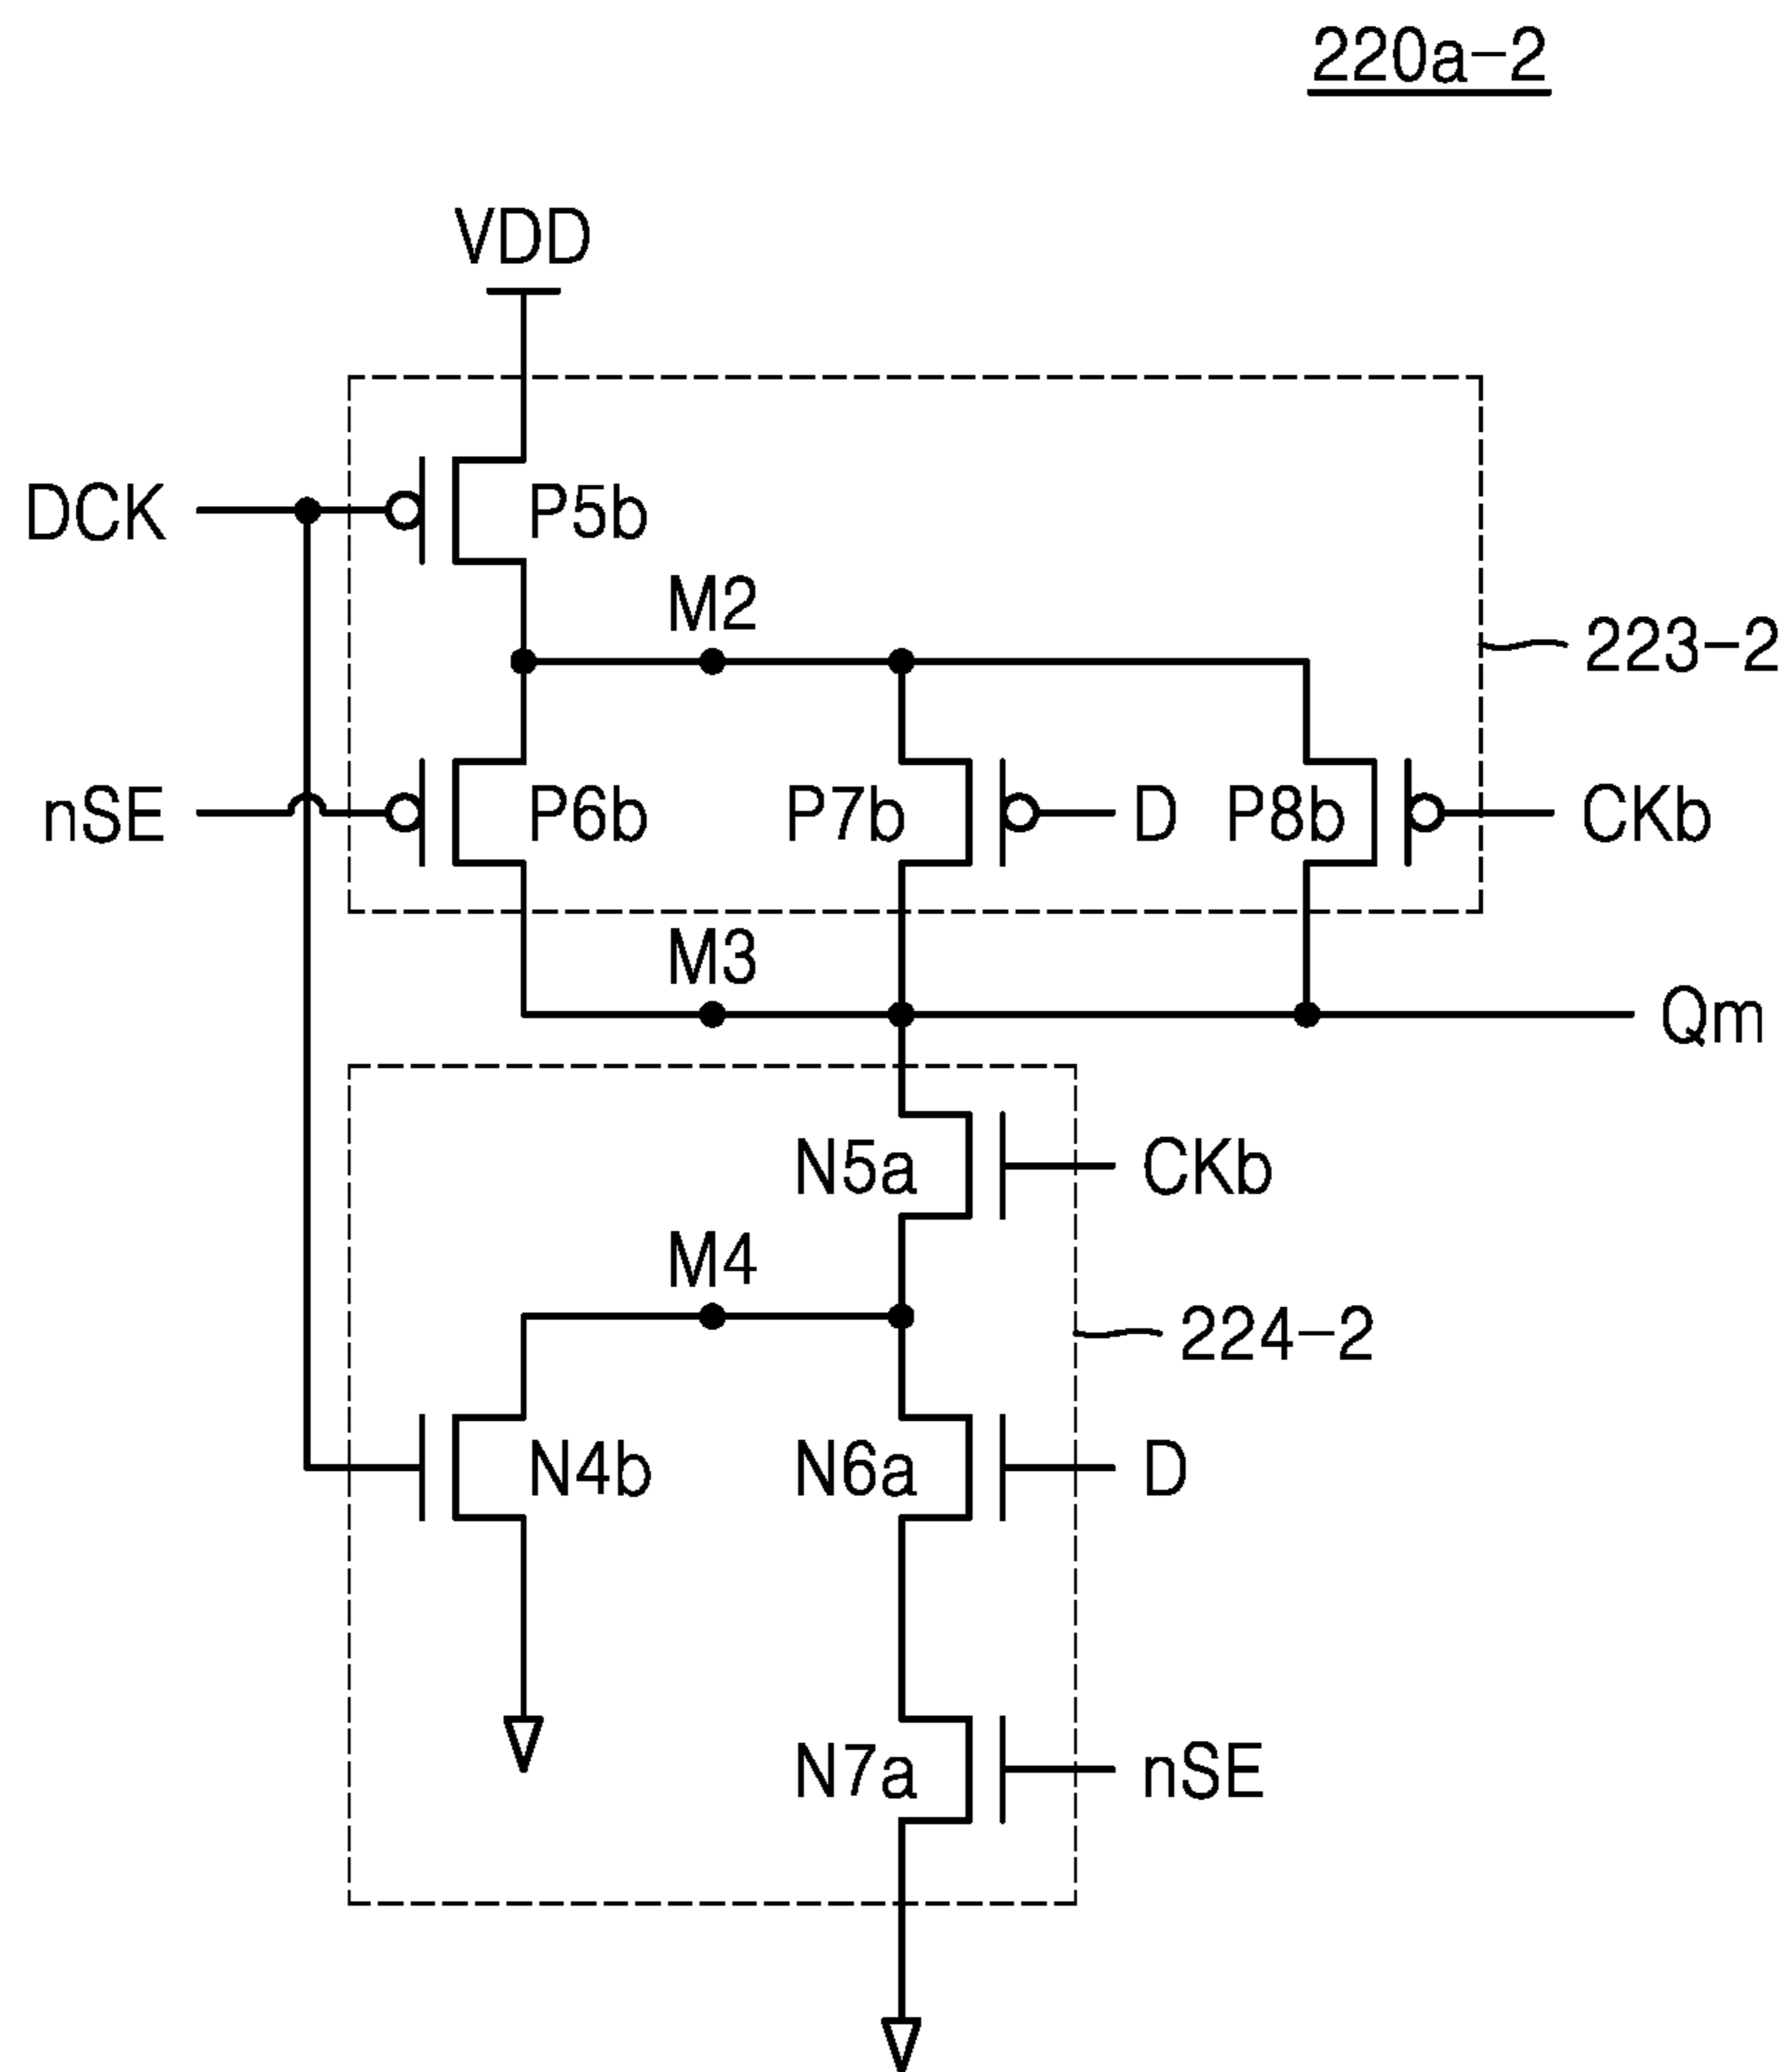 220a-2
VDD
DCK
P5b
M2
223-2
nSE
P6b
P7b
D
P8b
CKb
M3
Qm
N5a
CKb
M4
224-2
N4b
N6a
D
N7a
nSE